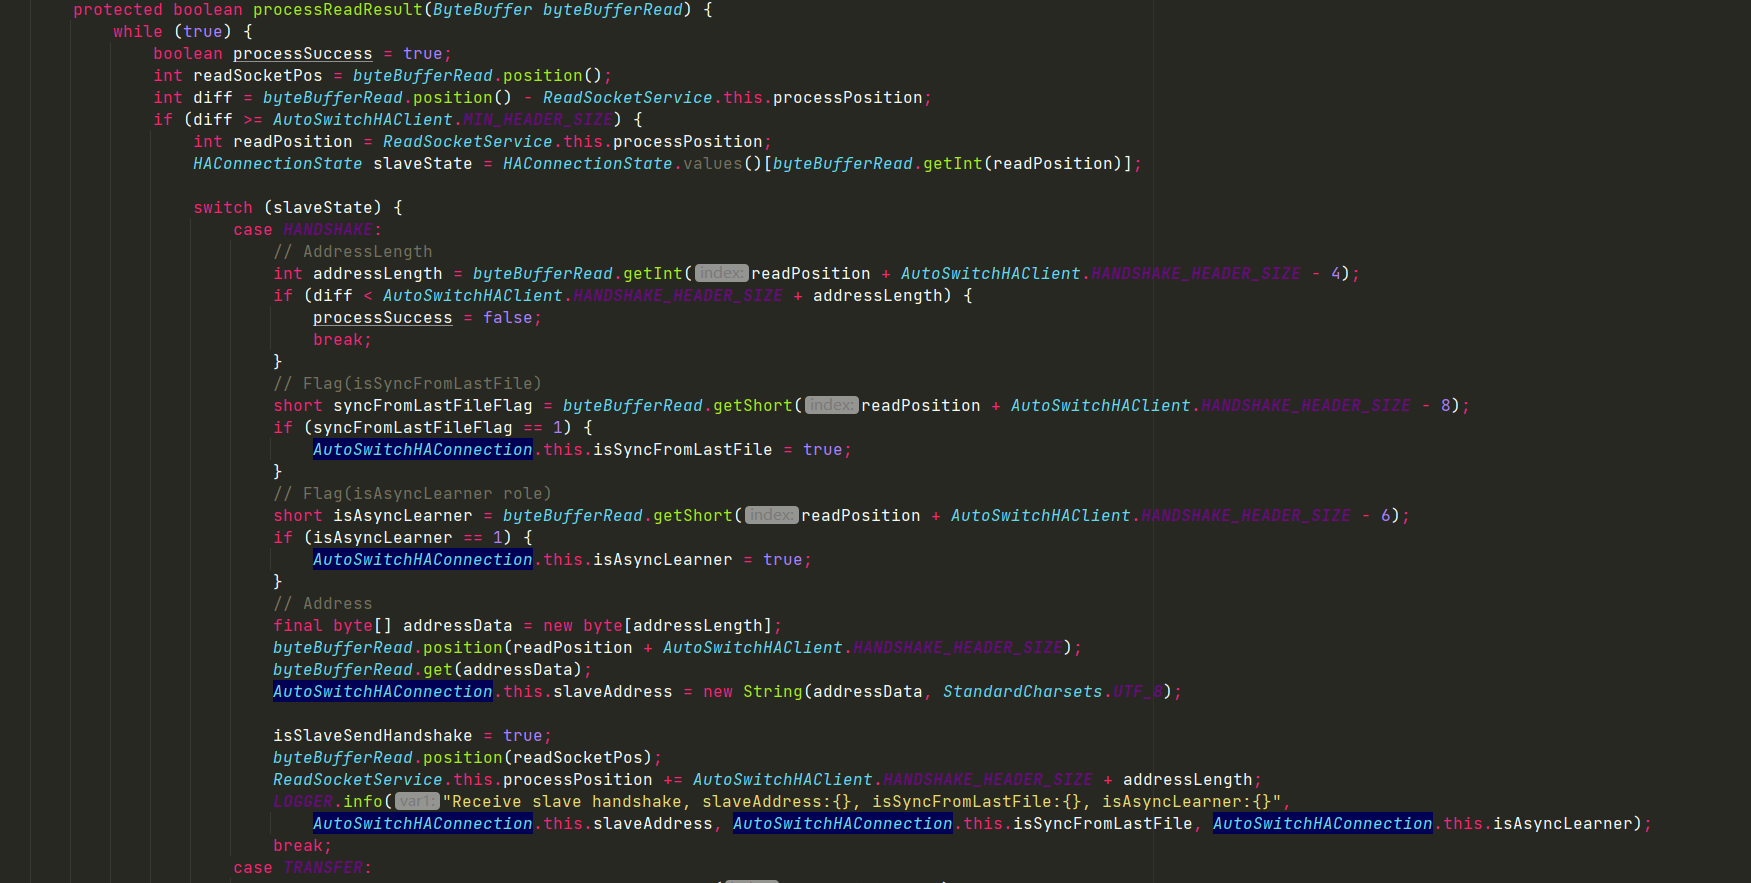 protected boolean processReadResult(ByteBuffer byteBufferRead) {
while (true) {
boolean processSuccess = true;
int readSocketPos = byteBufferRead.position();
int diff = byteBufferRead.position() - ReadSocketService.this.processPosition;
if (diff >= AutoSwitchHAClient.MIN_HEADER_SIZE) {
int readPosition = ReadSocketService.this.processPosition;
HAConnectionState slaveState = HAConnectionState.values()[byteBufferRead.getInt(readPosition)];
switch (slaveState) {
case HANDSHAKE:
// AddressLength
int addressLength = byteBufferRead.getInt( index: readPosition + AutoSwitchHAClient.HANDSHAKE_HEADER_SIZE - 4);
if (diff < AutoSwitchHAClient.HANDSHAKE_HEADER_SIZE + addressLength) {
processSuccess = false;
break;
}
// Flag(isSyncFromLastFile)
short syncFromLastFileFlag = byteBufferRead.getShort( index: readPosition + AutoSwitchHAClient.HANDSHAKE_HEADER_SIZE - 8);
if (syncFromLastFileFlag == 1) {
AutoSwitchHAConnection.this.isSyncFromLastFile = true;
}
// Flag(isAsyncLearner role)
short isAsyncLearner = byteBufferRead.getShort( index: readPosition + AutoSwitchHAClient.HANDSHAKE_HEADER_SIZE - 6);
if (isAsyncLearner == 1) {
AutoSwitchHAConnection.this.isAsyncLearner = true;
}
// Address
final byte[] addressData = new byte[addressLength];
byteBufferRead.position(readPosition + AutoSwitchHAClient.HANDSHAKE_HEADER_SIZE);
byteBufferRead.get(addressData);
AutoSwitchHAConnection.this.slaveAddress = new String(addressData, StandardCharsets.UTF_8);
isSlaveSendHandshake = true;
byteBufferRead.position(readSocketPos);
ReadSocketService.this.processPosition += AutoSwitchHAClient.HANDSHAKE_HEADER_SIZE + addressLength;
LOGGER.info( var1: "Receive slave handshake, slaveAddress:{}, isSyncFromLastFile:{}, isAsyncLearner:{}",
AutoSwitchHAConnection.this.slaveAddress, AutoSwitchHAConnection.this.isSyncFromLastFile, AutoSwitchHAConnection.this.isAsyncLearner);
break;
case TRANSFER: